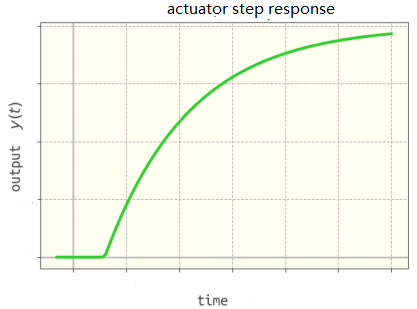 actuator step response
output y(t)
time